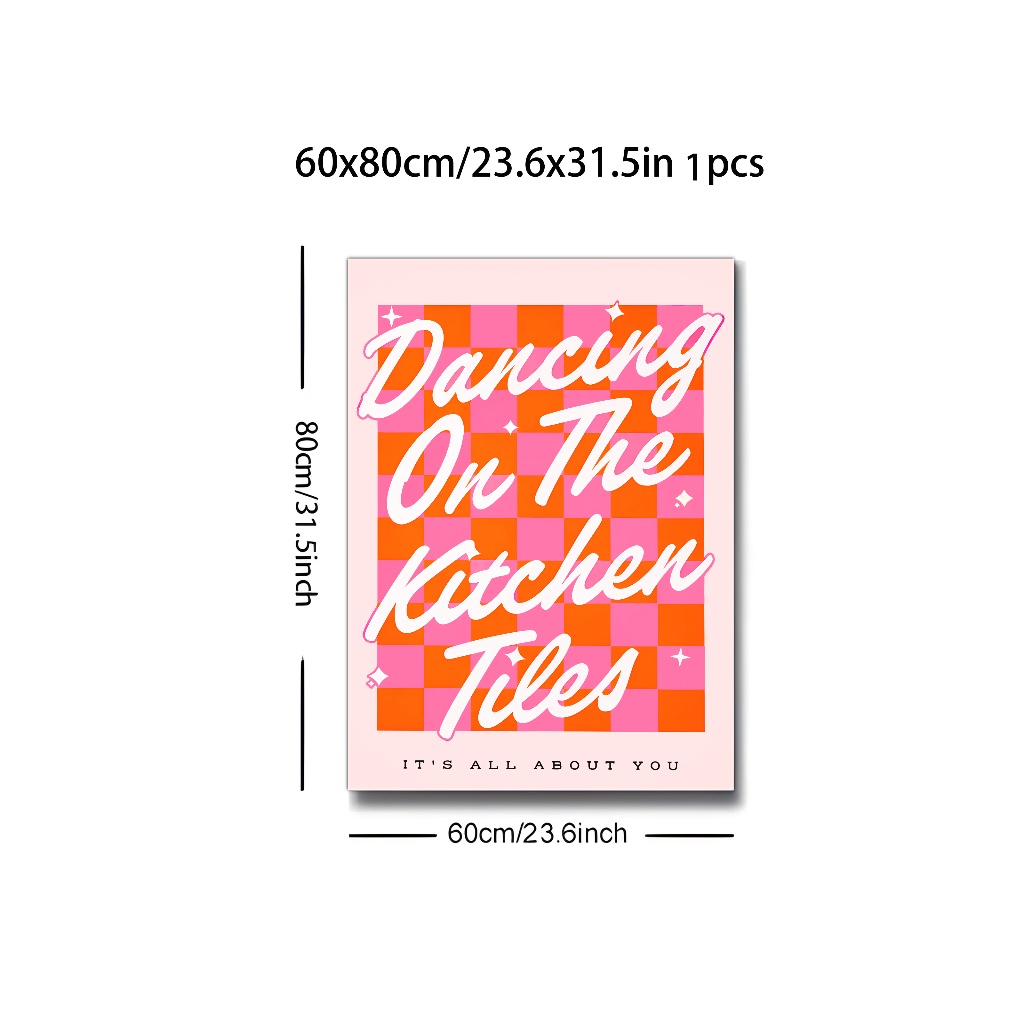 60x80cm/23.6x31.5in 1pcs
80cm/31.5inch
Dancing
On The
Kitchen
Tiles
IT'S ALL ABOUT YOU
60cm/23.6inch